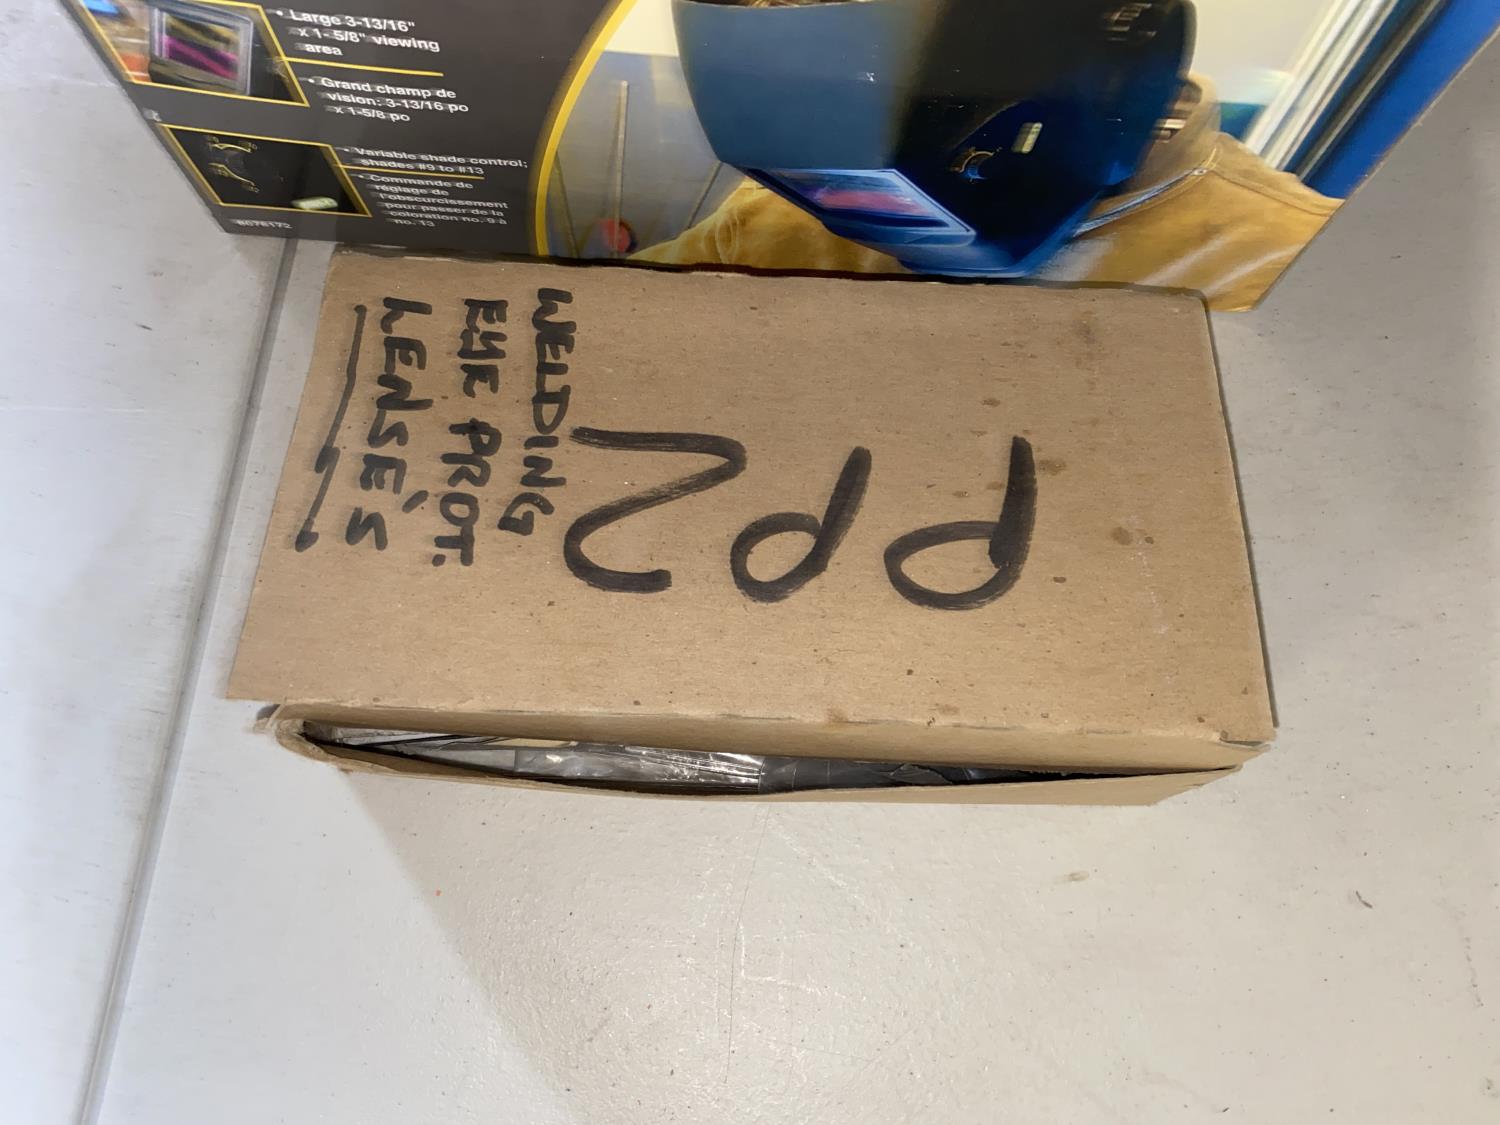 • Large 3-13/16"
x 1- 5/8" viewing
area
• Grand champ de
vision: 3-13/16 po
x 1-5/8 po
• Variable shade control;
shades #9 to #13
• Commande de
réglage de
l'obscurcissement
pour passer de la
coloration no. 9 à
no. 13
8078172
WELDING
EYE PROT.
LENSE'S
PP2